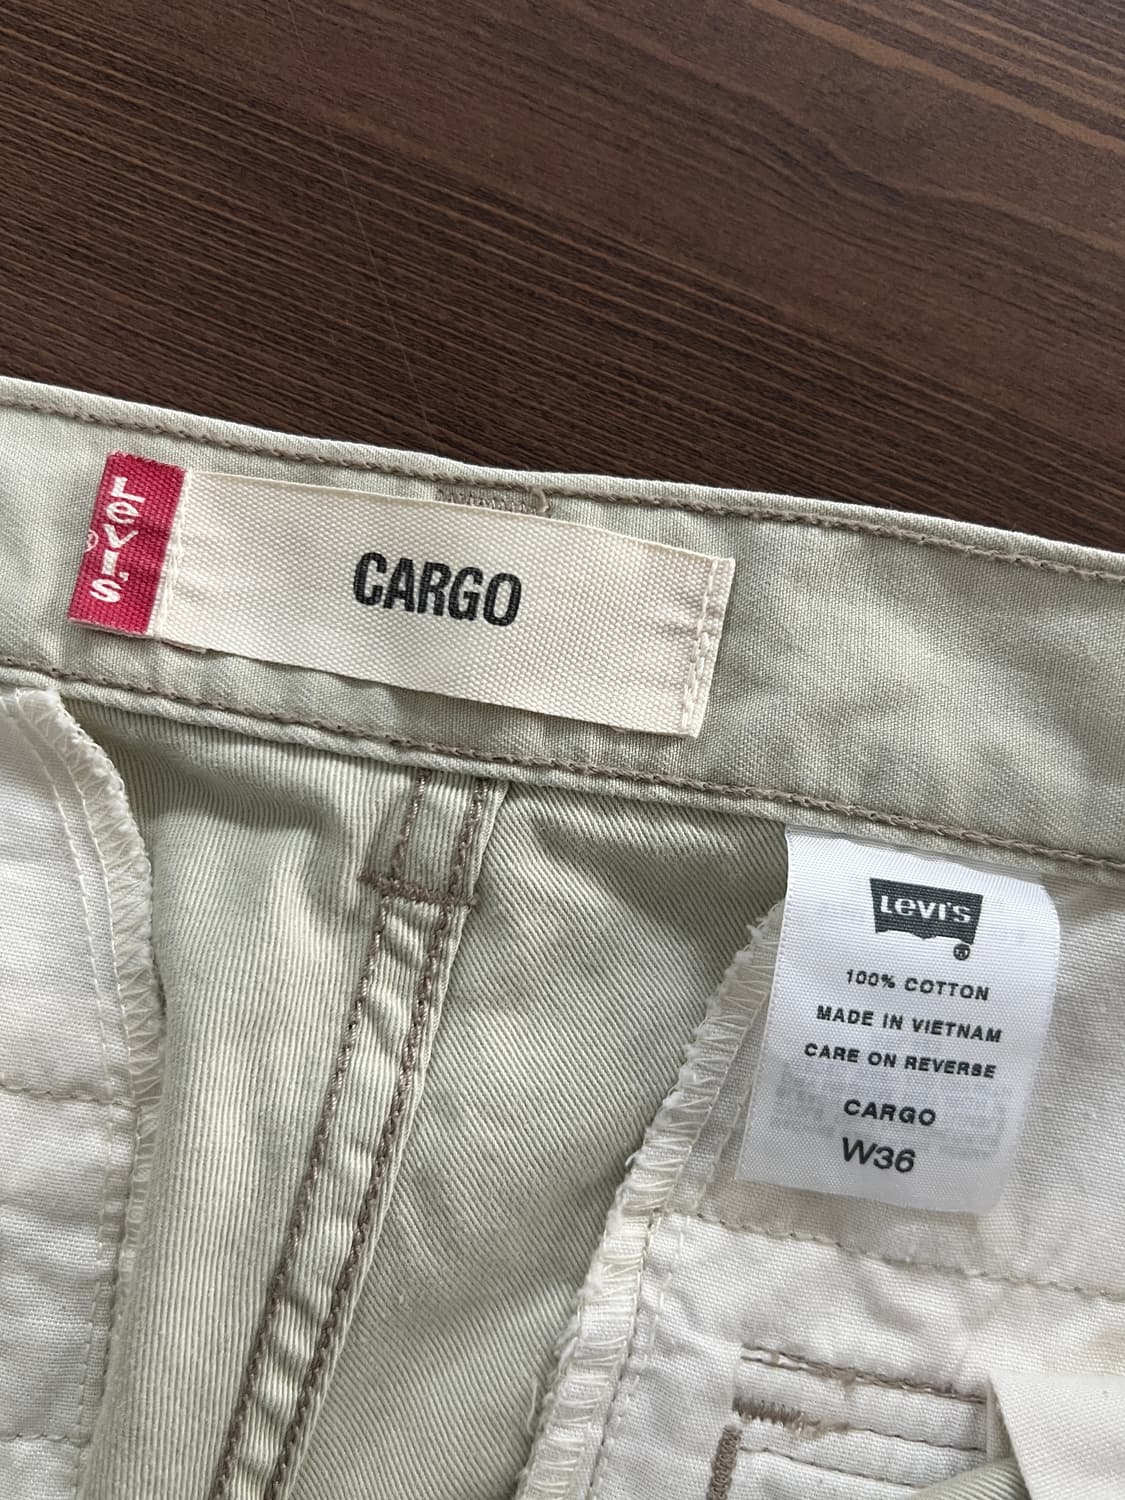 LEVI'S
®
CARGO
LEVI'S
®
100% COTTON
MADE IN VIETNAM
CARE ON REVERSE
CARGO
W36